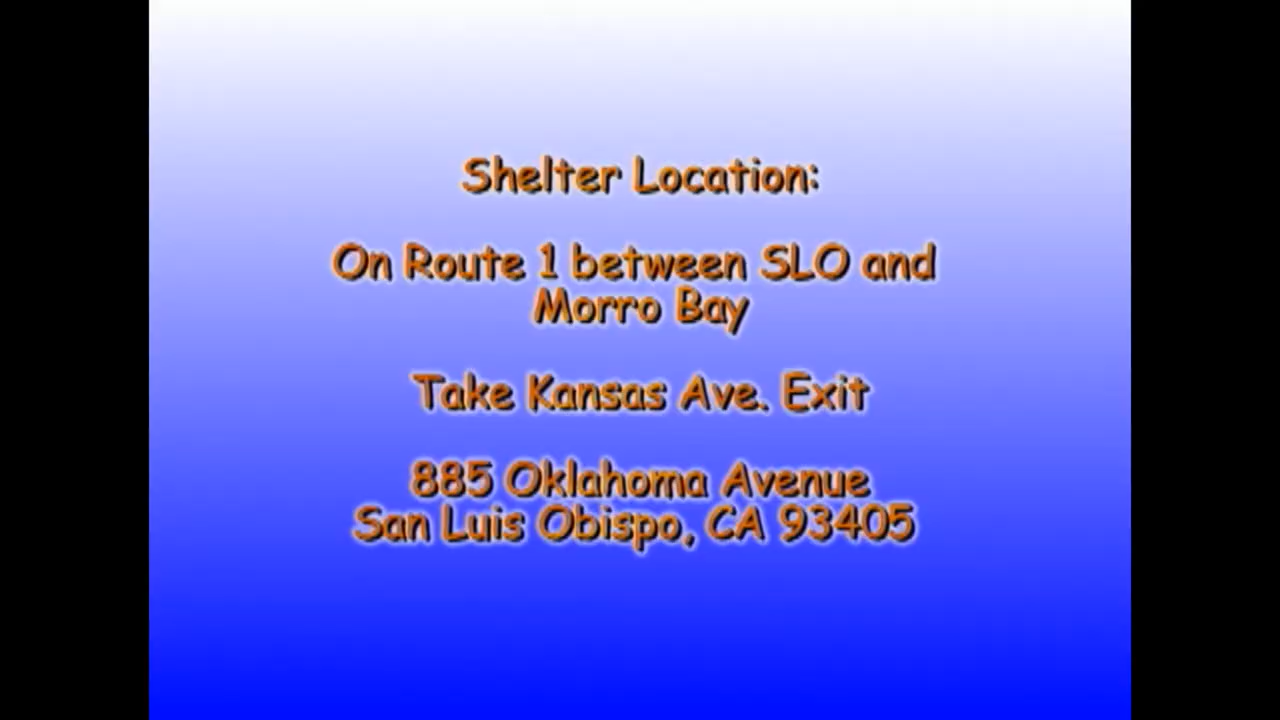 Shelter Location:
On Route 1 between SLO and
Morro Bay
Take Kansas Ave. Exit
885 Oklahoma Avenue
San Luis Obispo, CA 93405